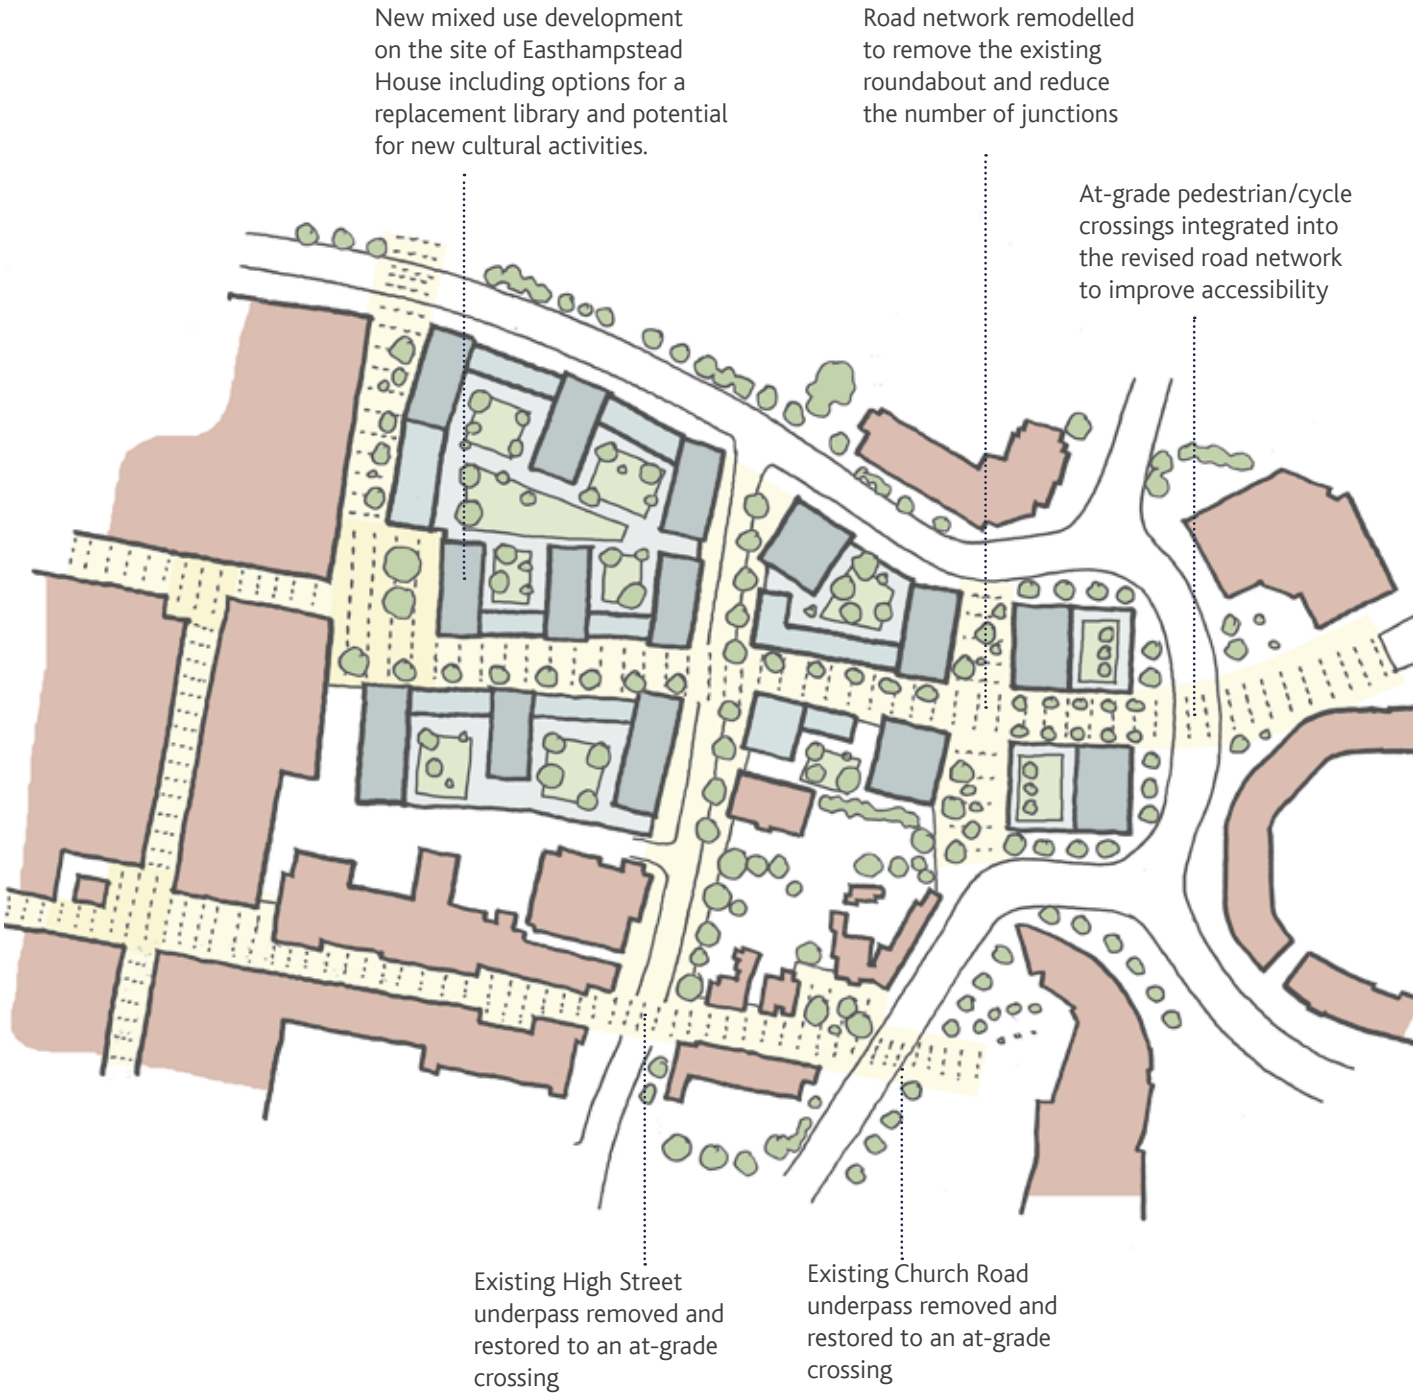 New mixed use development
on the site of Easthampstead
House including options for a
replacement library and potential
for new cultural activities.
Road network remodelled
to remove the existing
roundabout and reduce
the number of junctions
At-grade pedestrian/cycle
crossings integrated into
the revised road network
to improve accessibility
Existing High Street
underpass removed and
restored to an at-grade
crossing
Existing Church Road
underpass removed and
restored to an at-grade
crossing